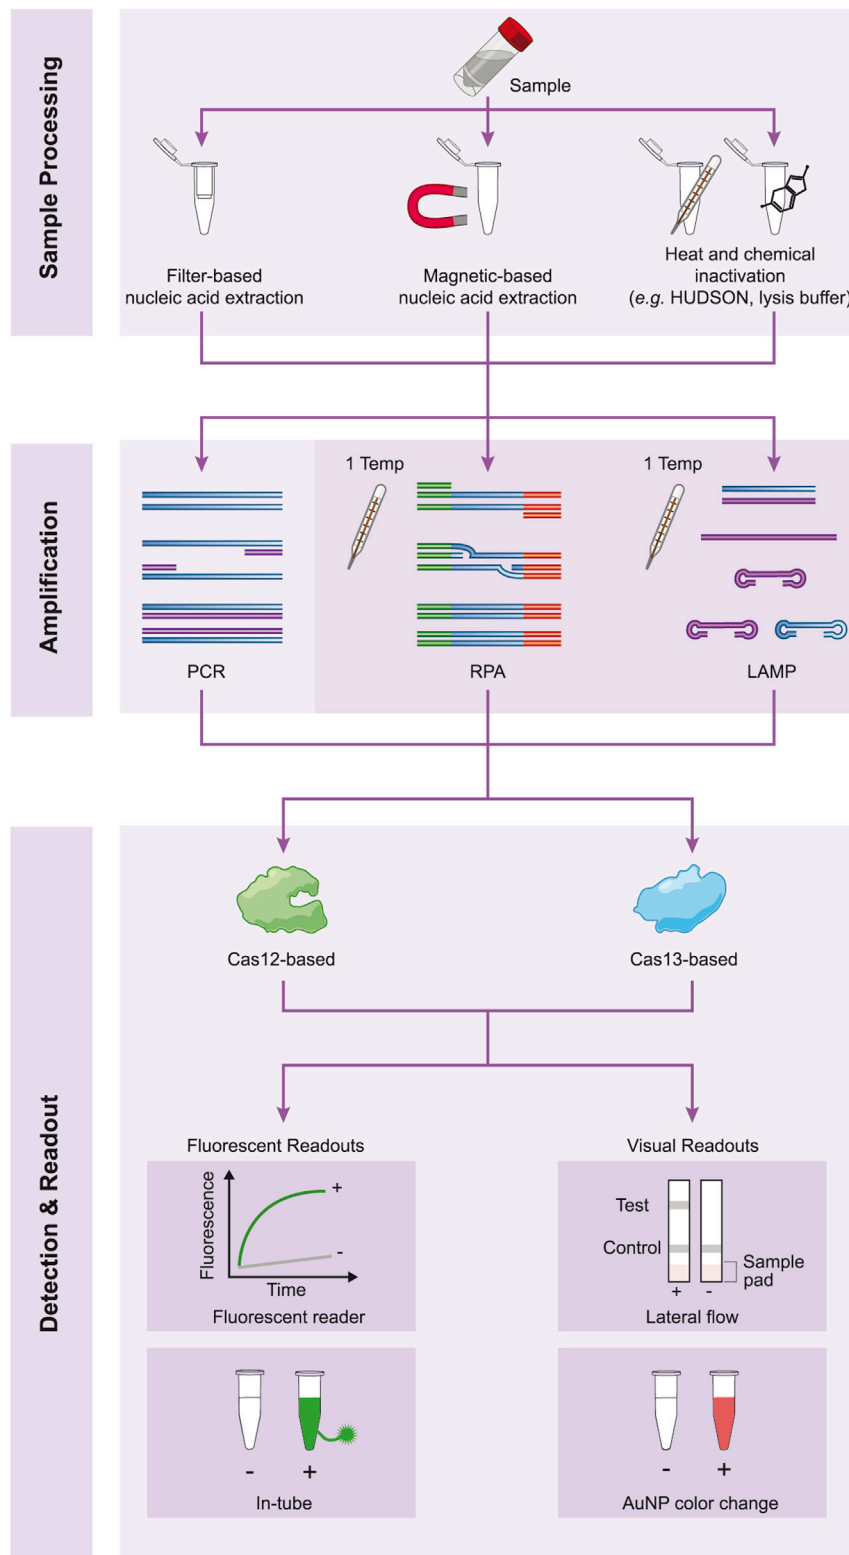 Sample Processing
Sample
Filter-based
nucleic acid extraction
Magnetic-based
nucleic acid extraction
Heat and chemical
inactivation
(e.g. HUDSON, lysis buffer)
Amplification
1 Temp
1 Temp
PCR
RPA
LAMP
Detection & Readout
Cas12-based
Cas13-based
Fluorescent Readouts
Fluorescence
+
-
Time
Fluorescent reader
Visual Readouts
Test
Control
Sample
pad
+ -
Lateral flow
- +
In-tube
- +
AuNP color change